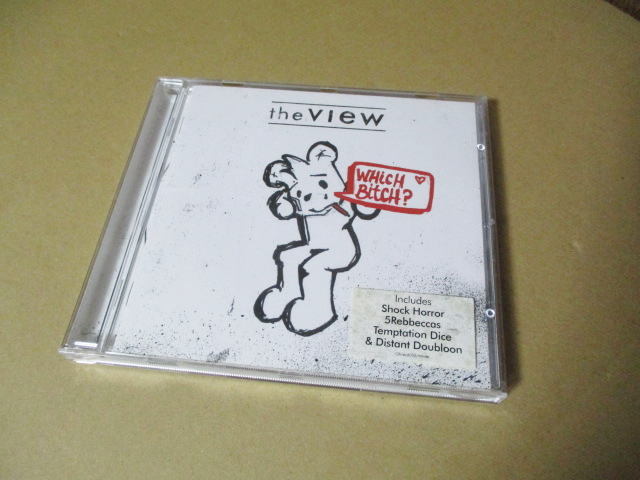 the view
WHiCH
BitCH?
Includes
Shock Horror
5Rebbeccas
Temptation Dice
& Distant Doubloon